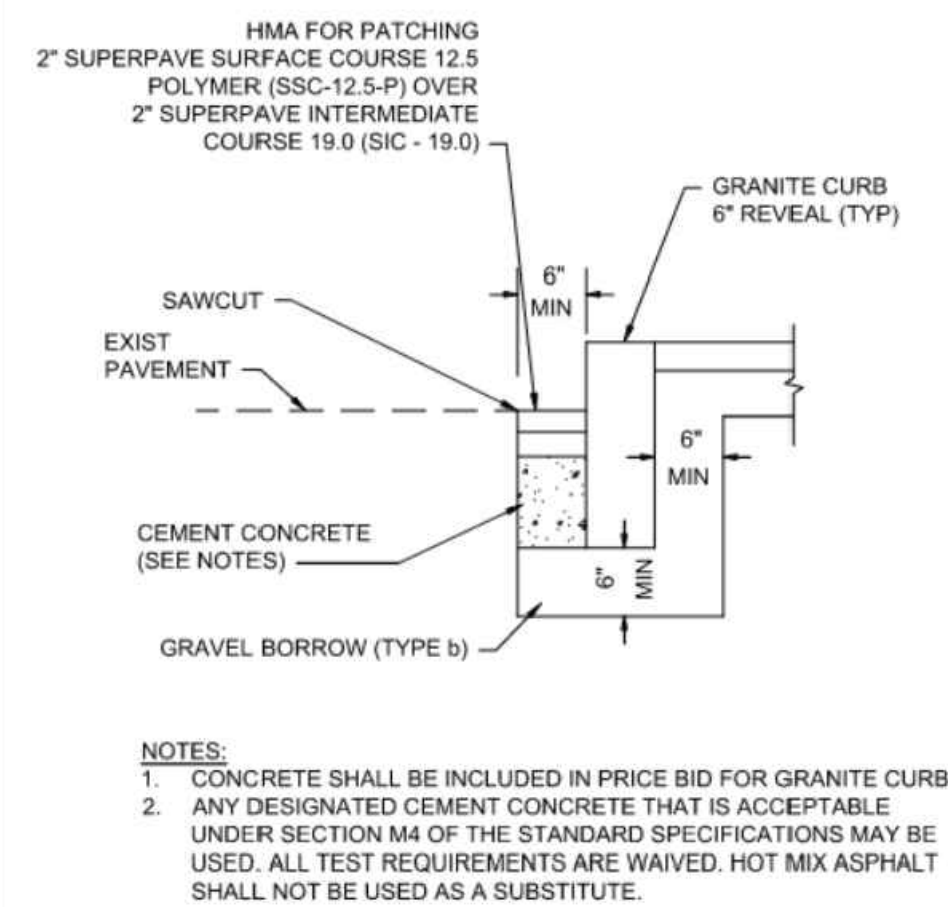 HMA FOR PATCHING
2" SUPERPAVE SURFACE COURSE 12.5
POLYMER (SSC-12.5-P) OVER
2" SUPERPAVE INTERMEDIATE
COURSE 19.0 (SIC - 19.0)
GRANITE CURB
6" REVEAL (TYP)
6"
MIN
SAWCUT
EXIST
PAVEMENT
6"
MIN
CEMENT CONCRETE
(SEE NOTES)
6"
MIN
GRAVEL BORROW (TYPE b)
NOTES:
1. CONCRETE SHALL BE INCLUDED IN PRICE BID FOR GRANITE CURB
2. ANY DESIGNATED CEMENT CONCRETE THAT IS ACCEPTABLE
UNDER SECTION M4 OF THE STANDARD SPECIFICATIONS MAY BE
USED. ALL TEST REQUIREMENTS ARE WAIVED. HOT MIX ASPHALT
SHALL NOT BE USED AS A SUBSTITUTE.